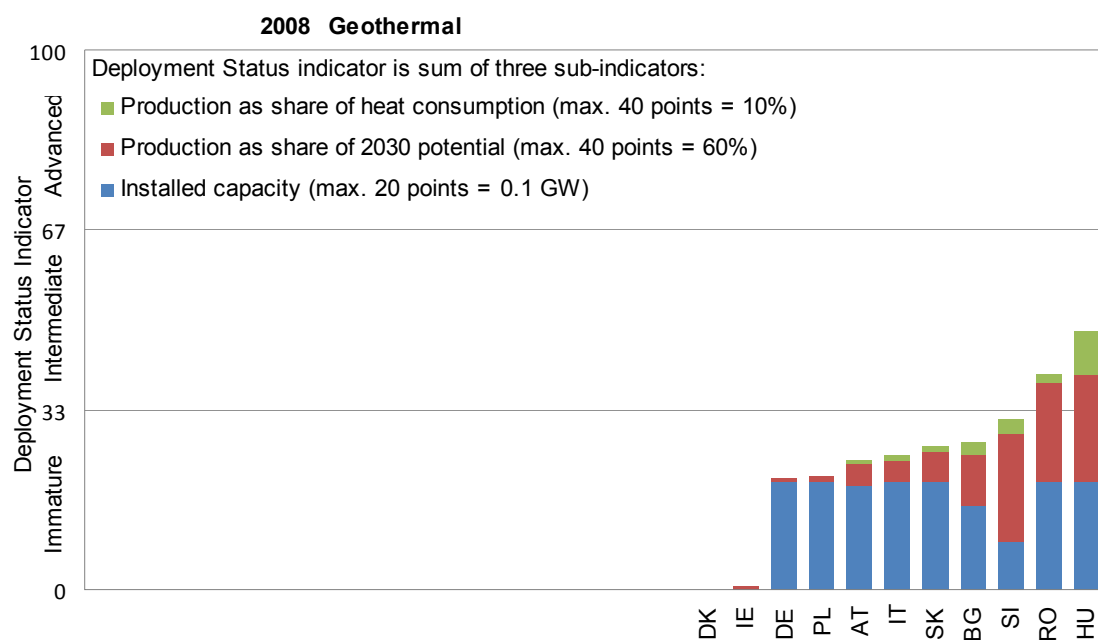 2008 Geothermal
100
Deployment Status indicator is sum of three sub-indicators:
Production as share of heat consumption (max. 40 points = 10%)
Production as share of 2030 potential (max. 40 points = 60%)
Installed capacity (max. 20 points = 0.1 GW)
67
33
0
Deployment Status Indicator
Immature Intermediate Advanced
DK IE DE PL AT IT SK BG SI RO HU